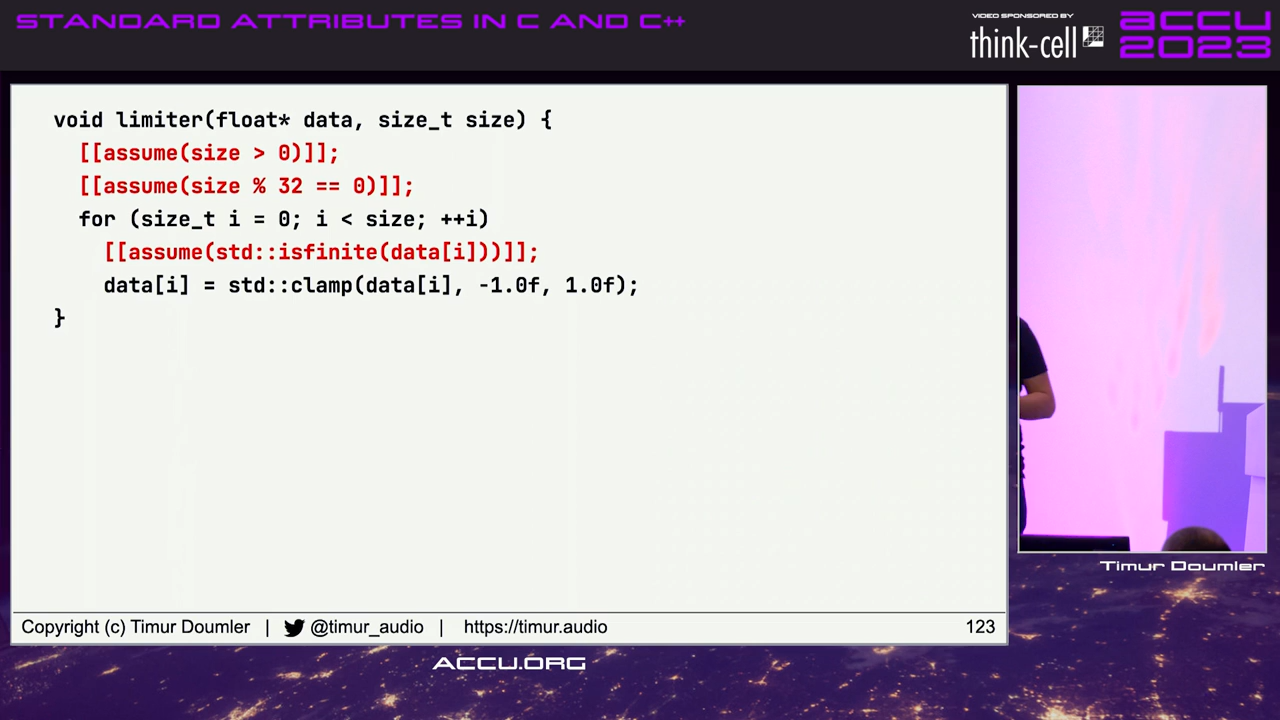 STANDARD ATTRIBUTES IN C AND C++
VIDEO SPONSORED BY
think-cell
accu
2023
void limiter(float* data, size_t size) {
[[assume(size > 0)]];
[[assume(size % 32 == 0)]];
for (size_t i = 0; i < size; ++i)
[[assume(std::isfinite(data[i]))]];
data[i] = std::clamp(data[i], -1.0f, 1.0f);
}
Copyright (c) Timur Doumler | @timur_audio | https://timur.audio 123
Timur Doumler
ACCU.ORG